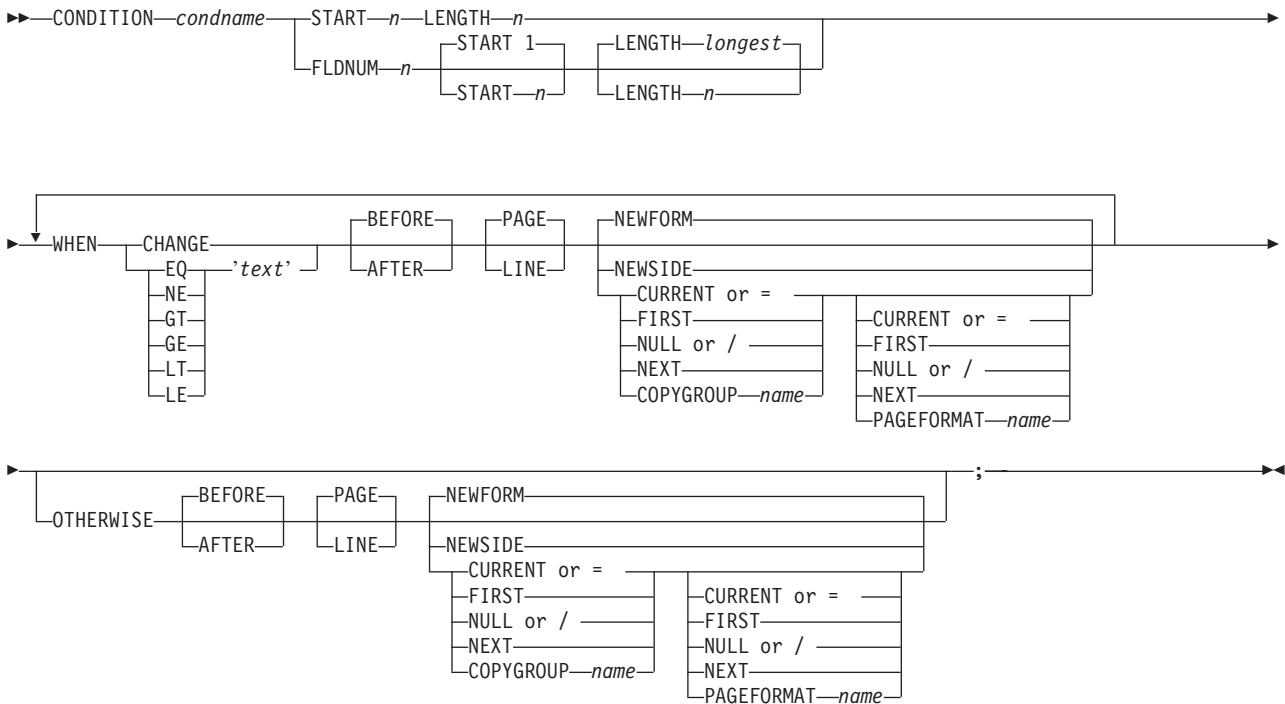 CONDITION condname START n LENGTH n
START 1 LENGTH longest
FLDNUM n
START n LENGTH n
BEFORE PAGE NEWFORM
WHEN CHANGE
EQ 'text' AFTER LINE NEWSIDE
NE CURRENT or = CURRENT or =
GT FIRST FIRST
GE NULL or / NULL or /
LT NEXT NEXT
LE COPYGROUP name PAGEFORMAT name
;
BEFORE PAGE NEWFORM
OTHERWISE
AFTER LINE NEWSIDE
CURRENT or = CURRENT or =
FIRST FIRST
NULL or / NULL or /
NEXT NEXT
COPYGROUP name PAGEFORMAT name